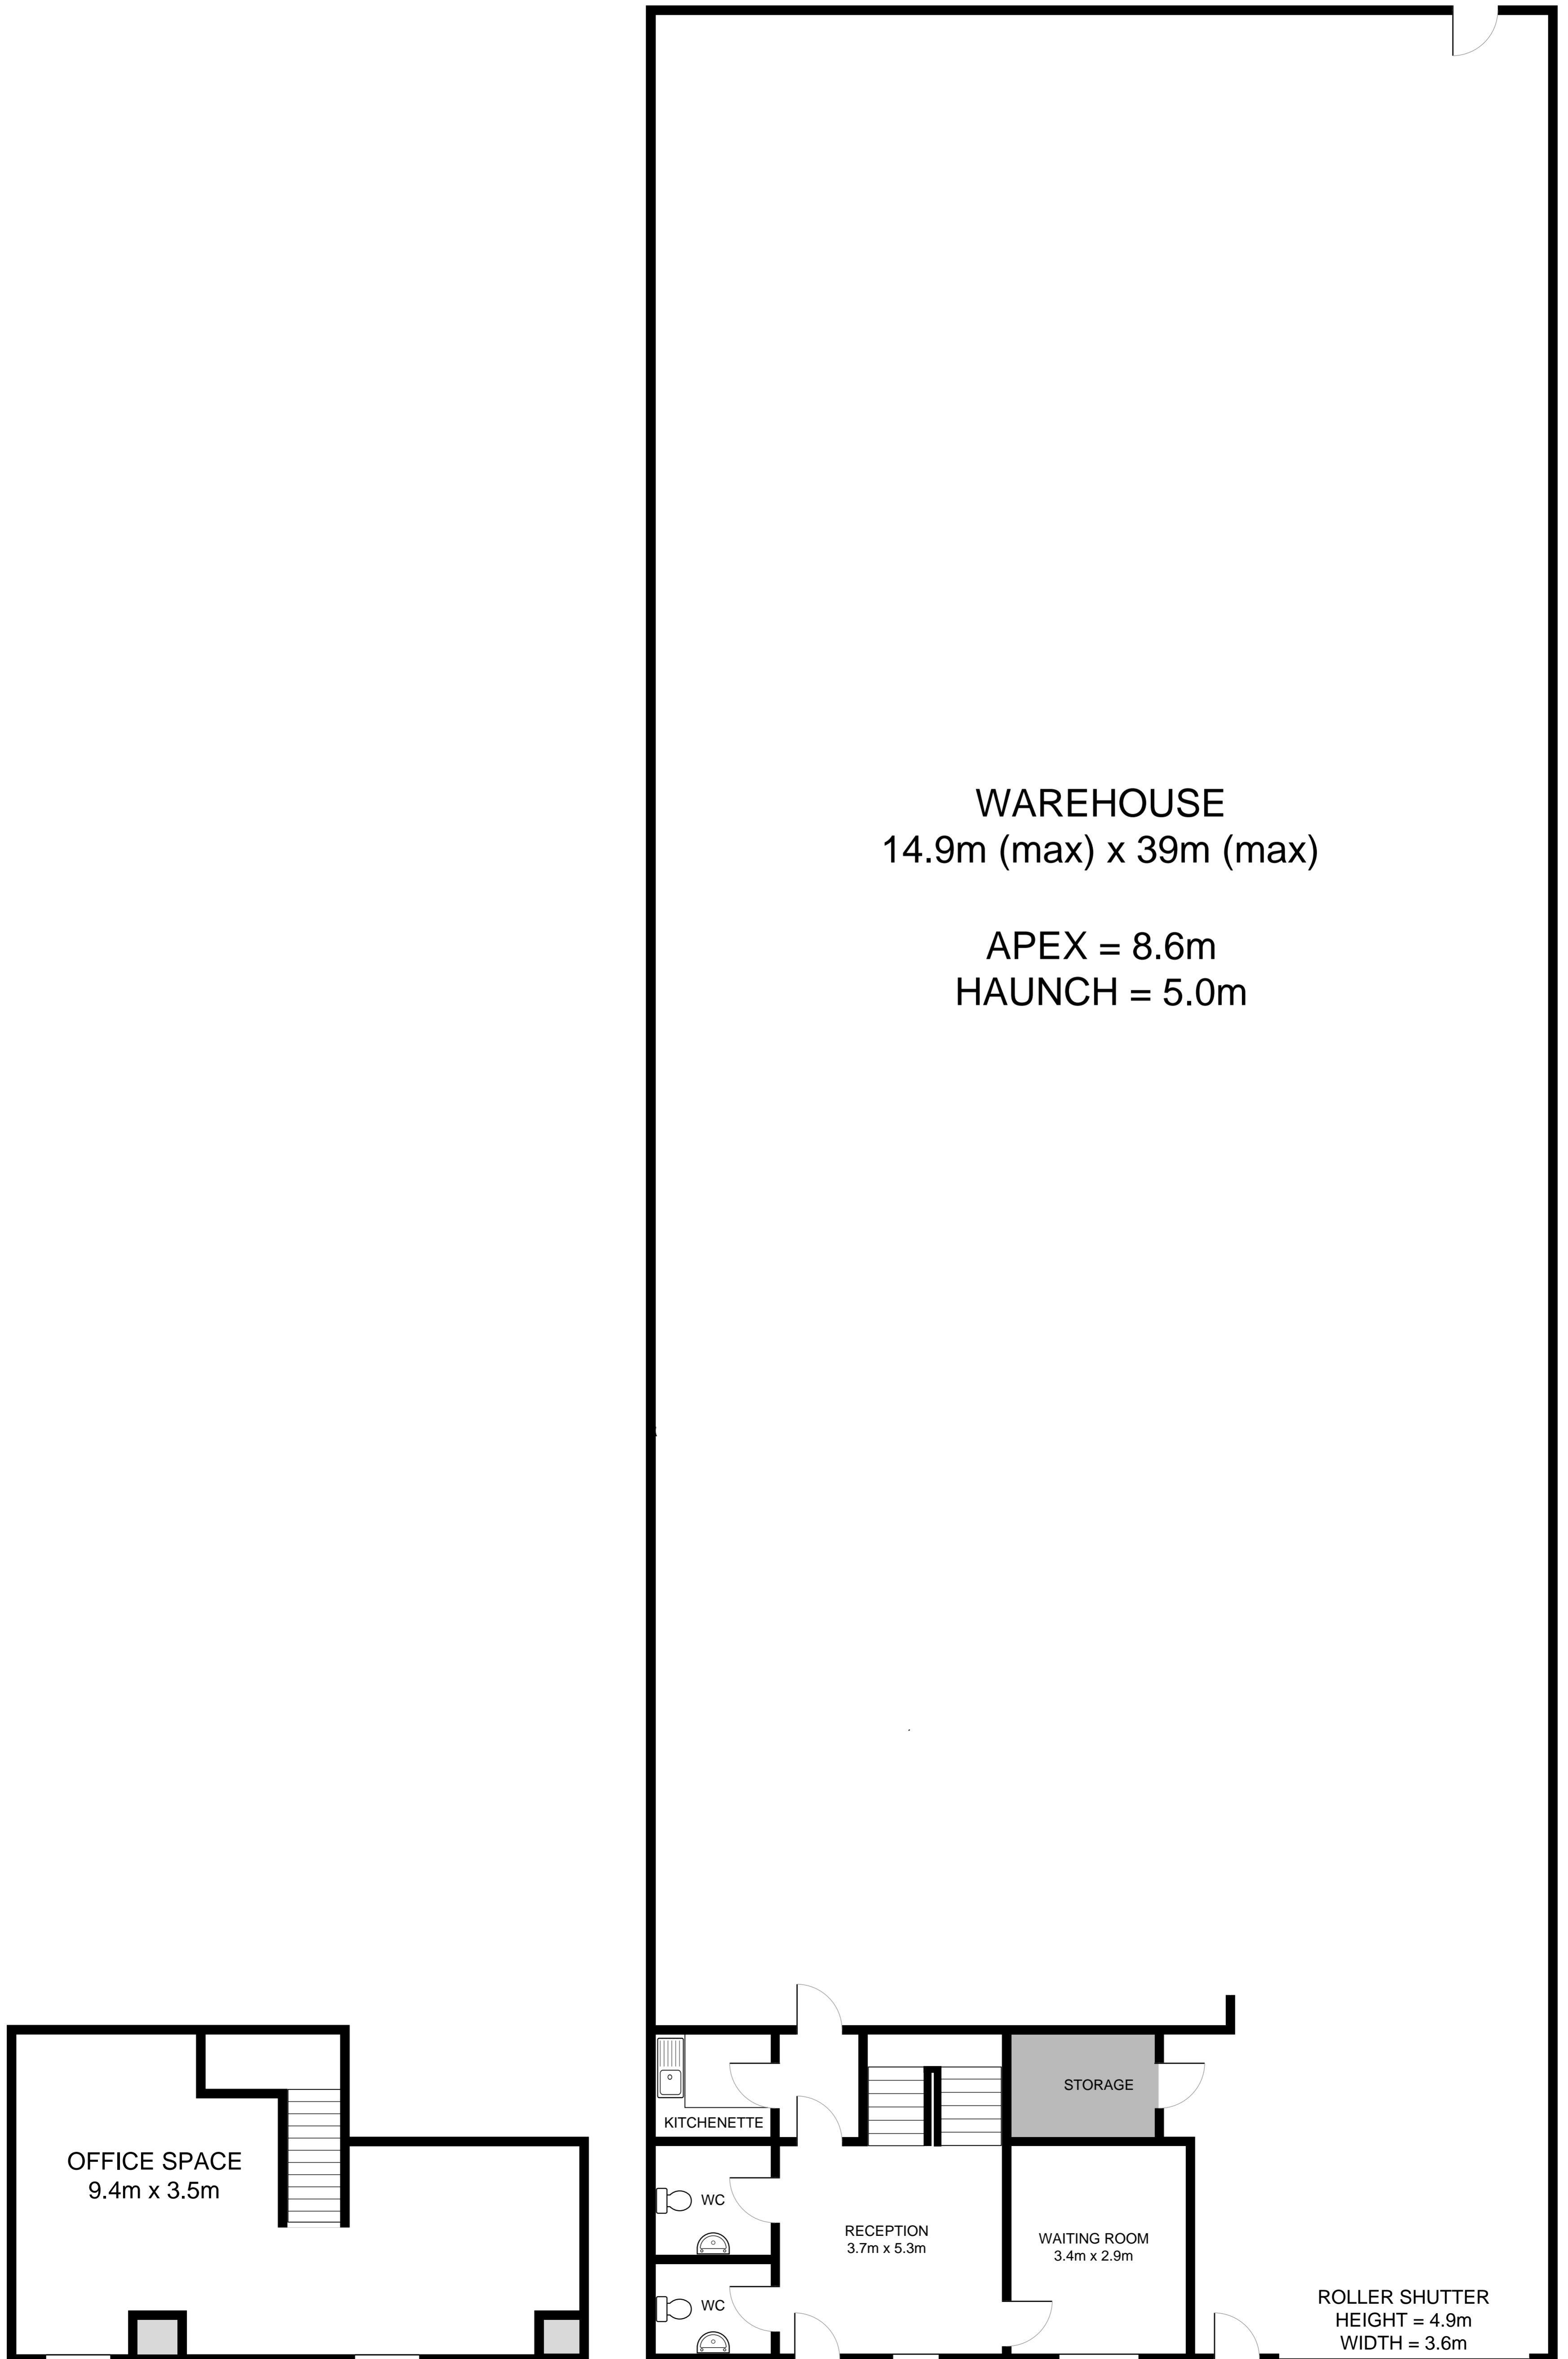 WAREHOUSE
14.9m (max) x 39m (max)
APEX = 8.6m
HAUNCH = 5.0m
STORAGE
KITCHENETTE
OFFICE SPACE
9.4m x 3.5m
WC
RECEPTION
3.7m x 5.3m
WAITING ROOM
3.4m x 2.9m
WC
ROLLER SHUTTER
HEIGHT = 4.9m
WIDTH = 3.6m